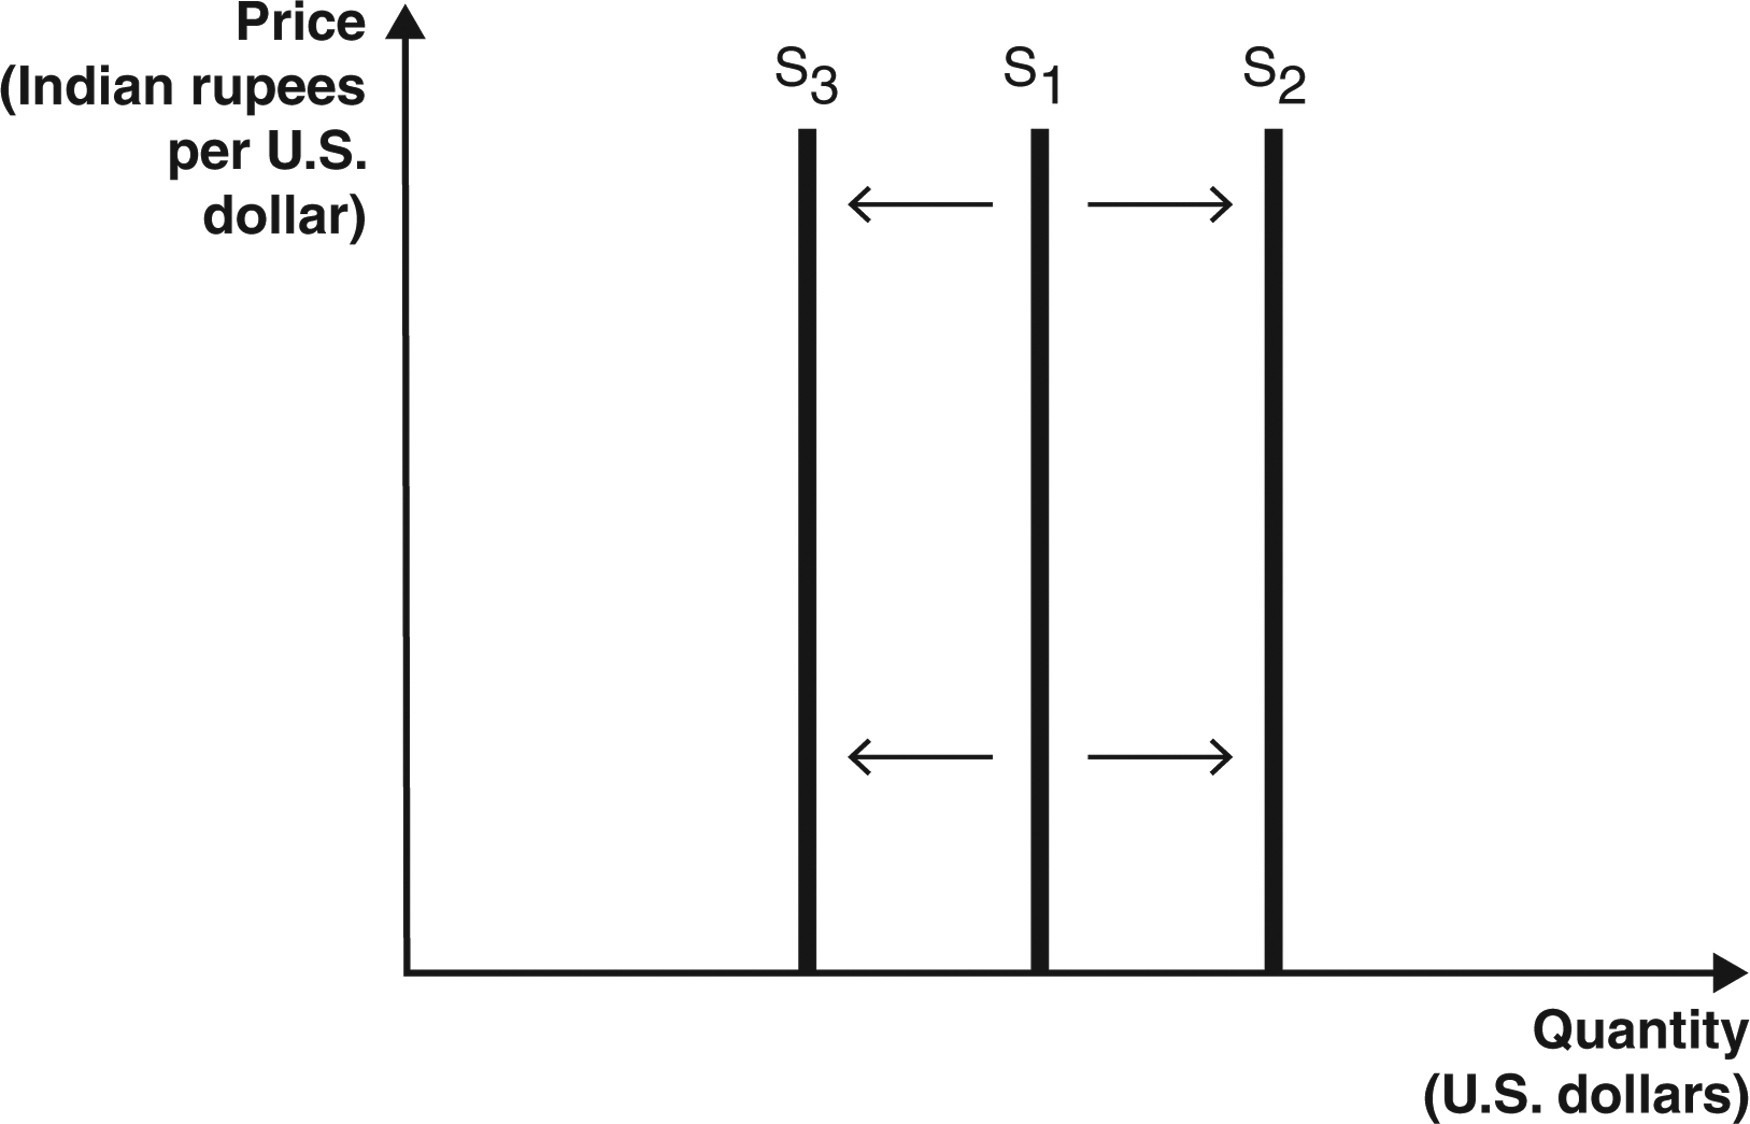 Price
(Indian rupees
per U.S.
dollar)
S3 S1 S2
Quantity
(U.S. dollars)